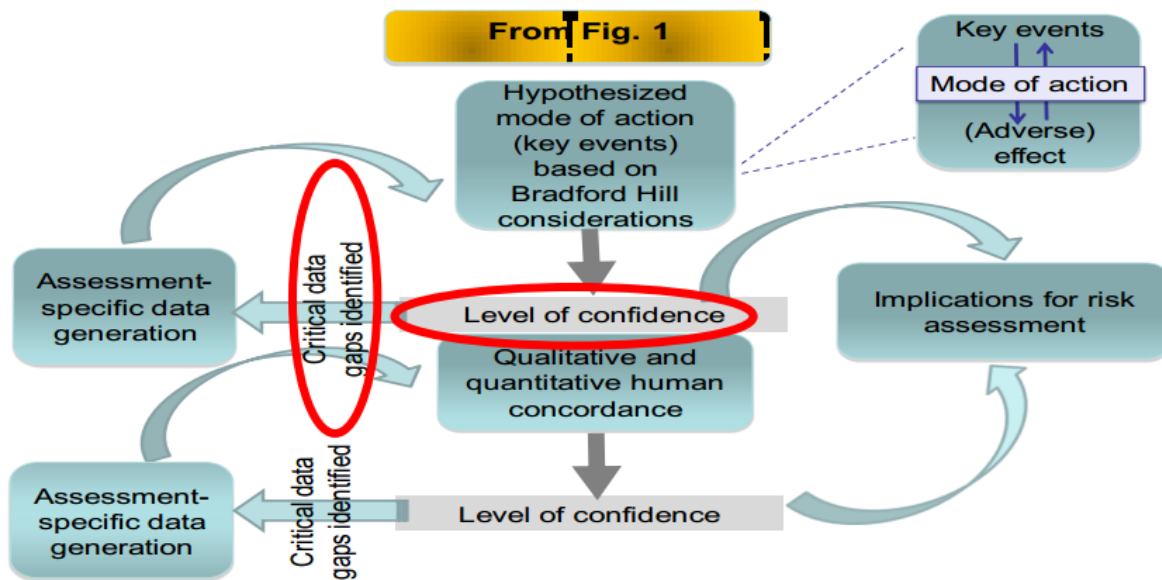 From Fig. 1
Key events
Mode of action
(Adverse)
effect
Hypothesized
mode of action
(key events)
based on
Bradford Hill
considerations
Assessment-
specific data
generation
Critical data
gaps identified
Level of confidence
Implications for risk
assessment
Qualitative and
quantitative human
concordance
Assessment-
specific data
generation
Critical data
gaps identified
Level of confidence